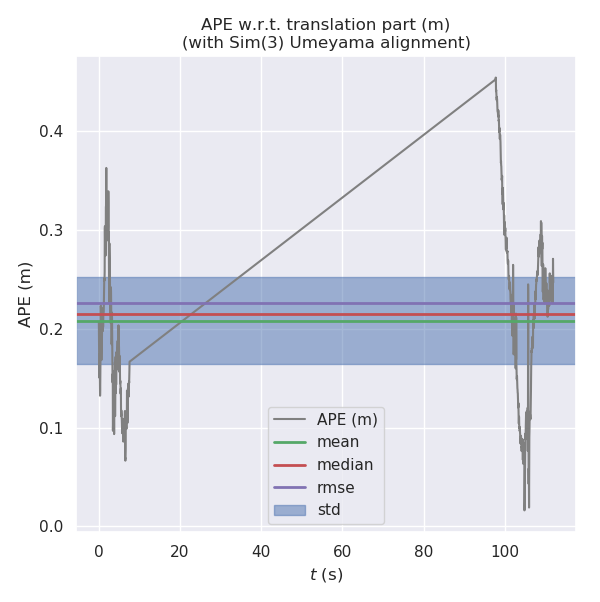 APE w.r.t. translation part (m)
(with Sim(3) Umeyama alignment)
APE (m)
0.4
0.3
0.2
0.1
0.0
APE (m)
mean
median
rmse
std
0 20 40 60 80 100
t (s)